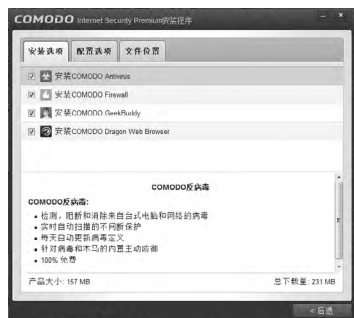 COMODO Internet Security Premium安装程序
安装选项 配置选项 文件位置
安装COMODO Antivirus
安装COMODO Firewall
安装COMODO GeekBuddy
安装COMODO Dragon Web Browser
COMODO反病毒
COMODO反病毒:
• 检测，阻断和消除来自台式电脑和网络的病毒
• 实时自动扫描的不间断保护
• 每天自动更新病毒定义
• 针对病毒和木马的内置主动防御
• 100% 免费
产品大小: 157 MB 总下载量: 231 MB
< 后退